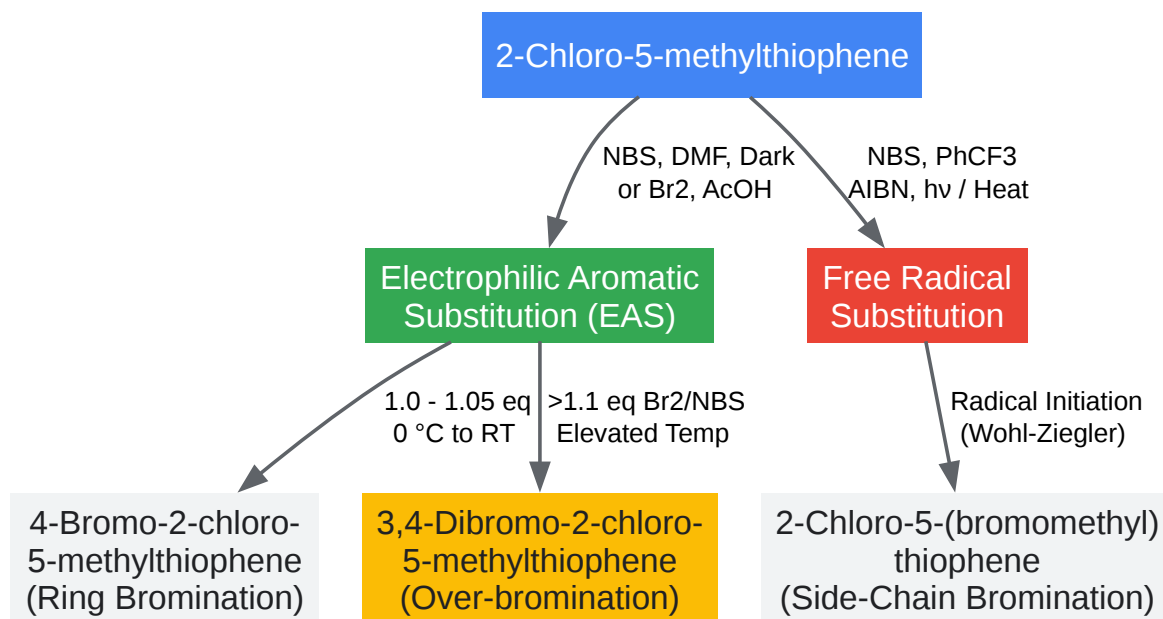 2-Chloro-5-methylthiophene
NBS, DMF, Dark
or Br2, AcOH
NBS, PhCF3
AIBN, hν / Heat
Electrophilic Aromatic
Substitution (EAS)
Free Radical
Substitution
1.0 - 1.05 eq
0 °C to RT
>1.1 eq Br2/NBS
Elevated Temp
Radical Initiation
(Wohl-Ziegler)
4-Bromo-2-chloro-
5-methylthiophene
(Ring Bromination)
3,4-Dibromo-2-chloro-
5-methylthiophene
(Over-bromination)
2-Chloro-5-(bromomethyl)
thiophene
(Side-Chain Bromination)